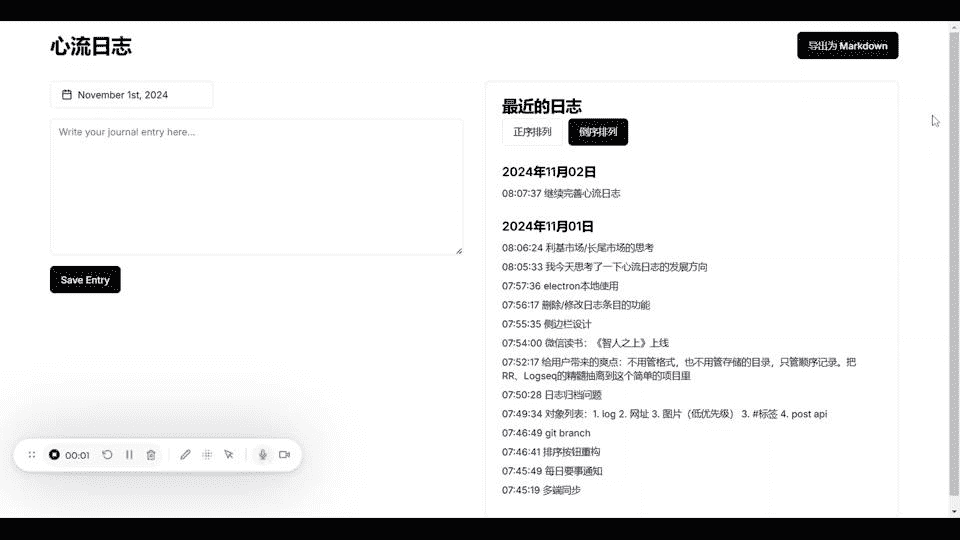 心流日志
导出为 Markdown
November 1st, 2024
Write your journal entry here...
Save Entry
最近的日志
正序排列
倒序排列
2024年11月02日
08:07:37 继续完善心流日志
2024年11月01日
08:06:24 利基市场/长尾市场的思考
08:05:33 我今天思考了一下心流日志的发展方向
07:57:36 electron本地使用
07:56:17 删除/修改日志条目的功能
07:55:35 侧边栏设计
07:54:00 微信读书：《智人之上》上线
07:52:17 给用户带来的爽点：不用管格式，也不用管存储的目录，只管顺序记录。把
RR、Logseq的精髓抽离到这个简单的项目里
07:50:28 日志归档问题
07:49:34 对象列表：1. log 2. 网址 3. 图片（低优先级） 3. #标签 4. post api
07:46:49 git branch
07:46:41 排序按钮重构
07:45:49 每日要事通知
07:45:19 多端同步
00:01